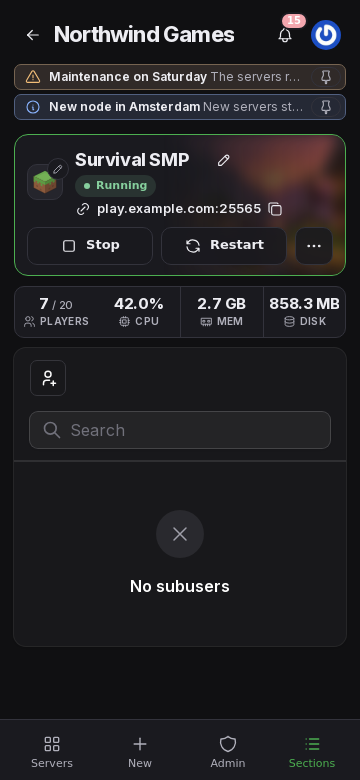 Northwind Games
15
Maintenance on Saturday The servers r...
New node in Amsterdam New servers st...
Survival SMP
Running
play.example.com:25565
Stop
Restart
7 / 20
PLAYERS
42.0%
CPU
2.7 GB
MEM
858.3 MB
DISK
Search
No subusers
Servers
New
Admin
Sections